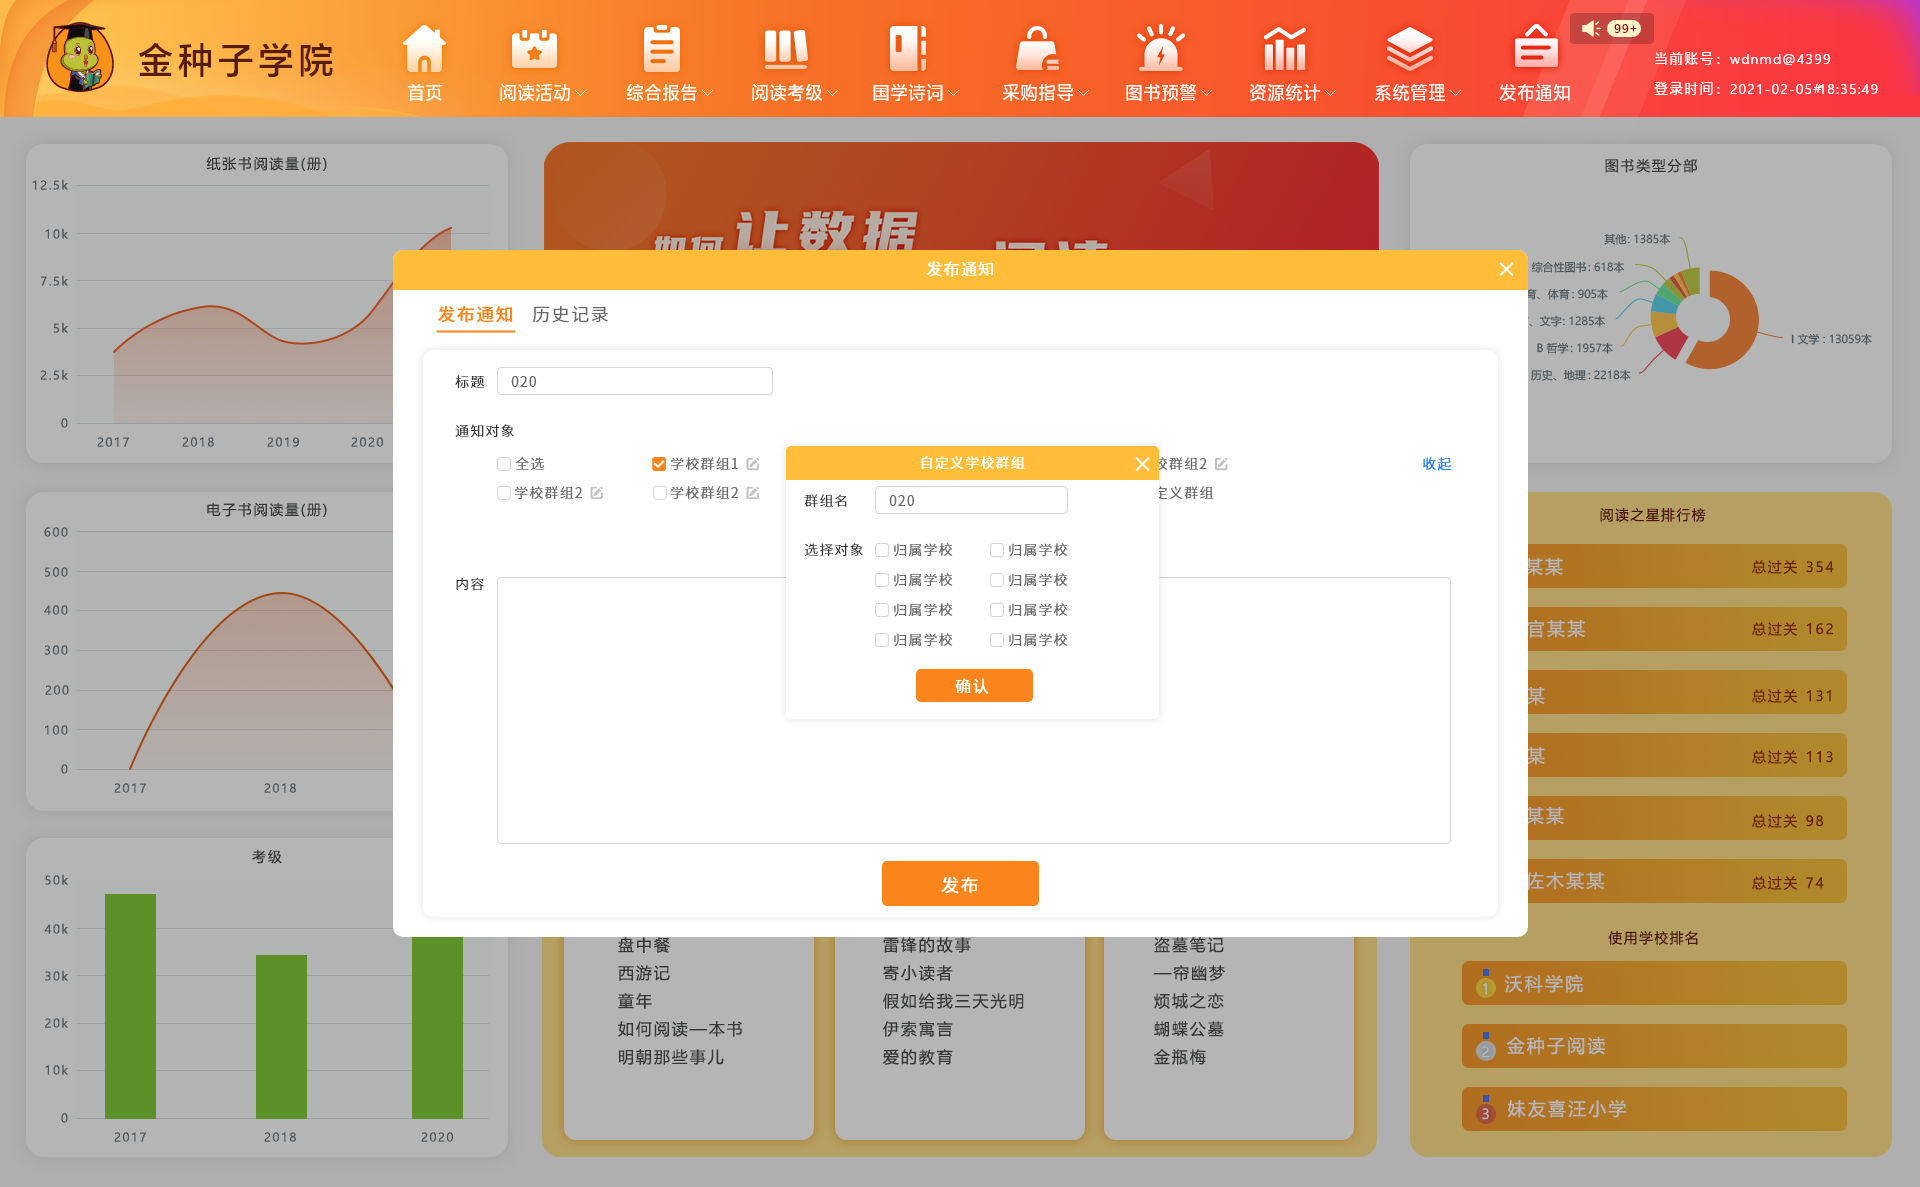 金种子学院
首页
阅读活动
综合报告
阅读考级
国学诗词
采购指导
图书预警
资源统计
系统管理
发布通知
99+
当前账号：wdnmd@4399
登录时间：2021-02-05#18:35:49
纸张书阅读量(册)
12.5k
10k
7.5k
5k
2.5k
0
2017 2018 2019 2020
让数据
图书类型分部
其他: 1385本
综合性图书: 618本
育、体育: 905本
、文字: 1285本
B 哲学: 1957本
历史、地理: 2218本
I 文学: 13059本
发布通知
发布通知 历史记录
标题 020
通知对象
全选 学校群组1 校群组2 收起
学校群组2 学校群组2 定义群组
内容
发布
自定义学校群组
群组名 020
选择对象 归属学校 归属学校
归属学校 归属学校
归属学校 归属学校
归属学校 归属学校
确认
电子书阅读量(册)
600
500
400
300
200
100
0
2017 2018
考级
50k
40k
30k
20k
10k
0
2017 2018 2020
盘中餐
西游记
童年
如何阅读一本书
明朝那些事儿
雷锋的故事
寄小读者
假如给我三天光明
伊索寓言
爱的教育
盗墓笔记
一帘幽梦
烦城之恋
蝴蝶公墓
金瓶梅
阅读之星排行榜
某某 总过关 354
官某某 总过关 162
某 总过关 131
某 总过关 113
某某 总过关 98
佐木某某 总过关 74
使用学校排名
1 沃科学院
2 金种子阅读
3 妹友喜汪小学